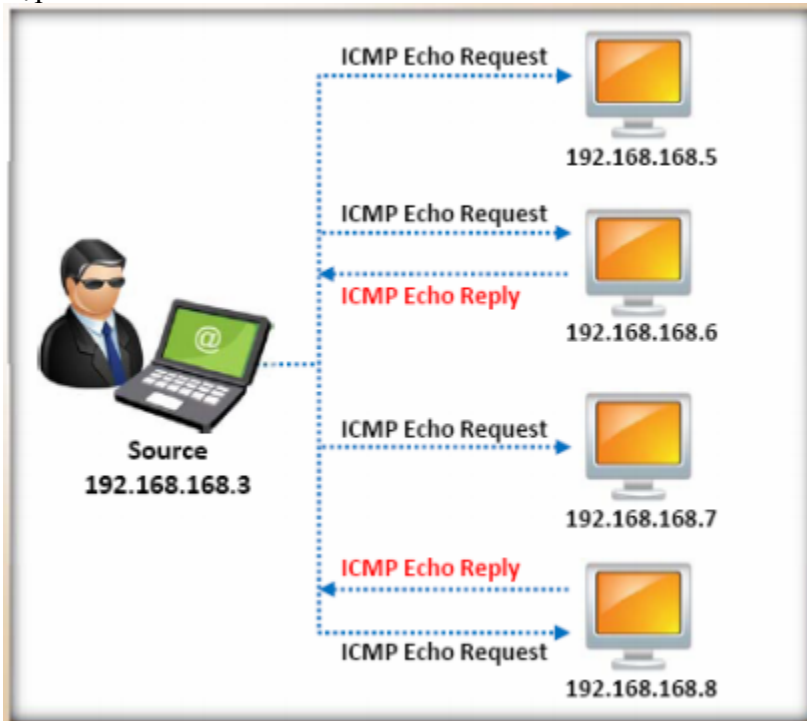 ICMP Echo Request
192.168.168.5
ICMP Echo Request
ICMP Echo Reply
192.168.168.6
@
Source
192.168.168.3
ICMP Echo Request
192.168.168.7
ICMP Echo Reply
ICMP Echo Request
192.168.168.8